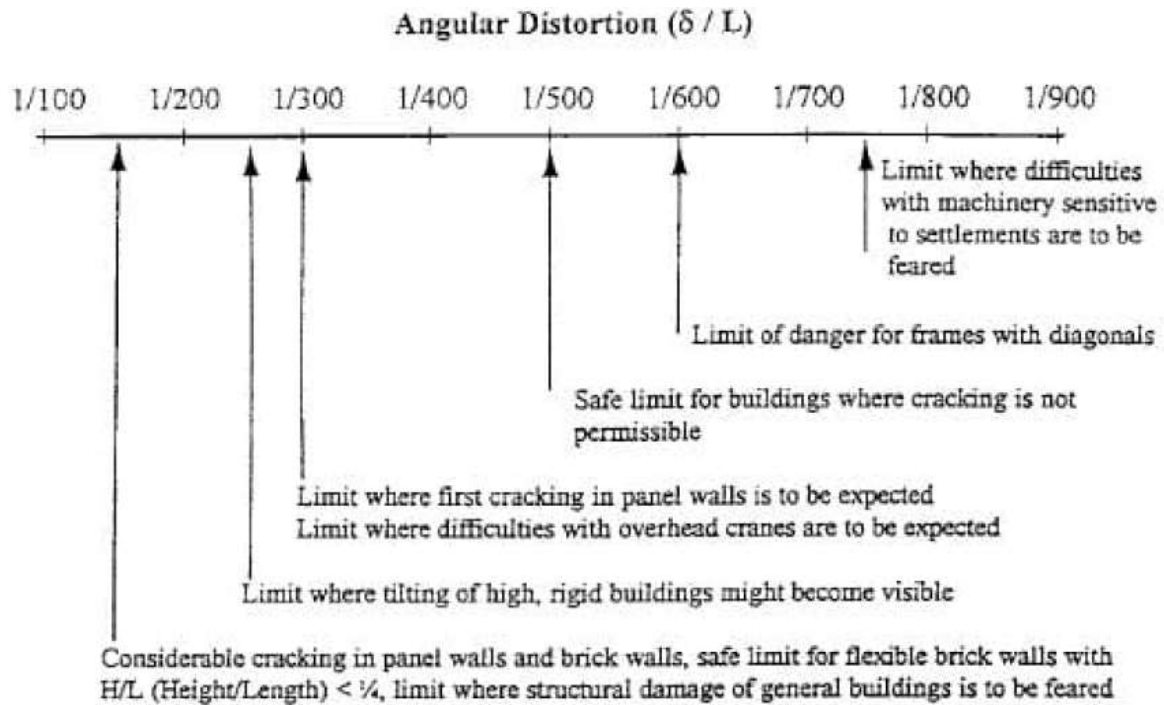 Angular Distortion (δ / L)
1/100 1/200 1/300 1/400 1/500 1/600 1/700 1/800 1/900
Limit where difficulties
with machinery sensitive
to settlements are to be
feared
Limit of danger for frames with diagonals
Safe limit for buildings where cracking is not
permissible
Limit where first cracking in panel walls is to be expected
Limit where difficulties with overhead cranes are to be expected
Limit where tilting of high, rigid buildings might become visible
Considerable cracking in panel walls and brick walls, safe limit for flexible brick walls with
H/L (Height/Length) < ¼, limit where structural damage of general buildings is to be feared